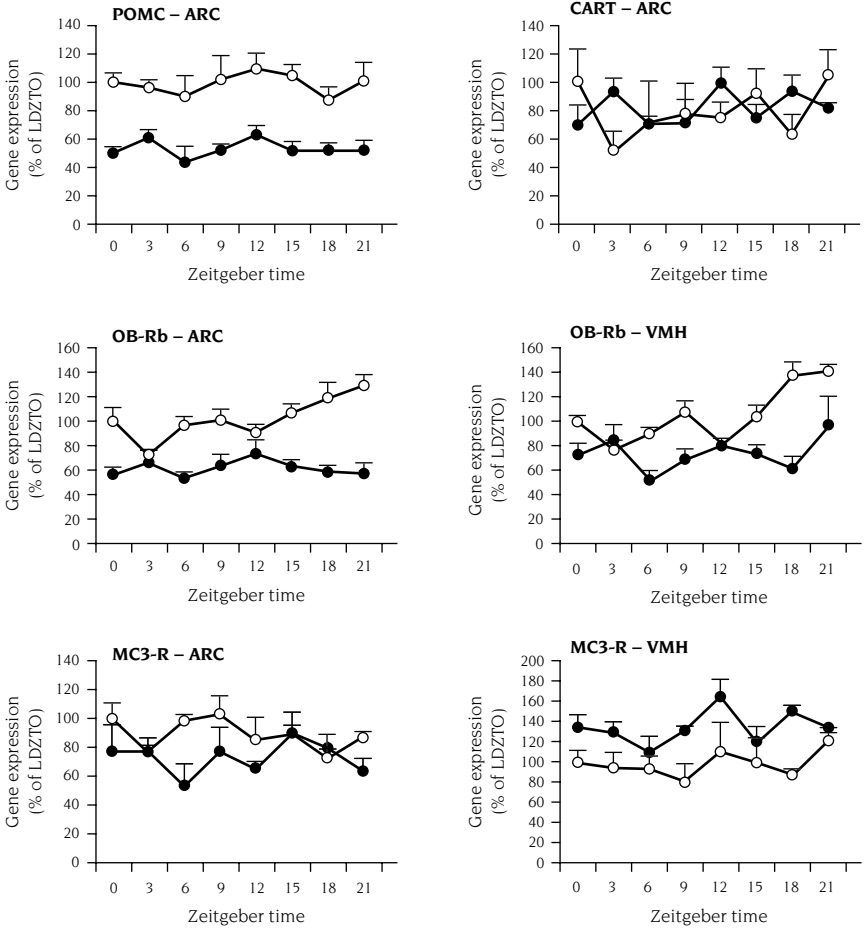 POMC – ARC
140
120
100
80
60
40
20
0
Gene expression
(% of LDZTO)
0 3 6 9 12 15 18 21
Zeitgeber time
CART – ARC
140
120
100
80
60
40
20
0
Gene expression
(% of LDZTO)
0 3 6 9 12 15 18 21
Zeitgeber time
OB-Rb – ARC
160
140
120
100
80
60
40
20
0
Gene expression
(% of LDZTO)
0 3 6 9 12 15 18 21
Zeitgeber time
OB-Rb – VMH
160
140
120
100
80
60
40
20
0
Gene expression
(% of LDZTO)
0 3 6 9 12 15 18 21
Zeitgeber time
MC3-R – ARC
140
120
100
80
60
40
20
0
Gene expression
(% of LDZTO)
0 3 6 9 12 15 18 21
Zeitgeber time
MC3-R – VMH
200
180
160
140
120
100
80
60
40
20
0
Gene expression
(% of LDZTO)
0 3 6 9 12 15 18 21
Zeitgeber time